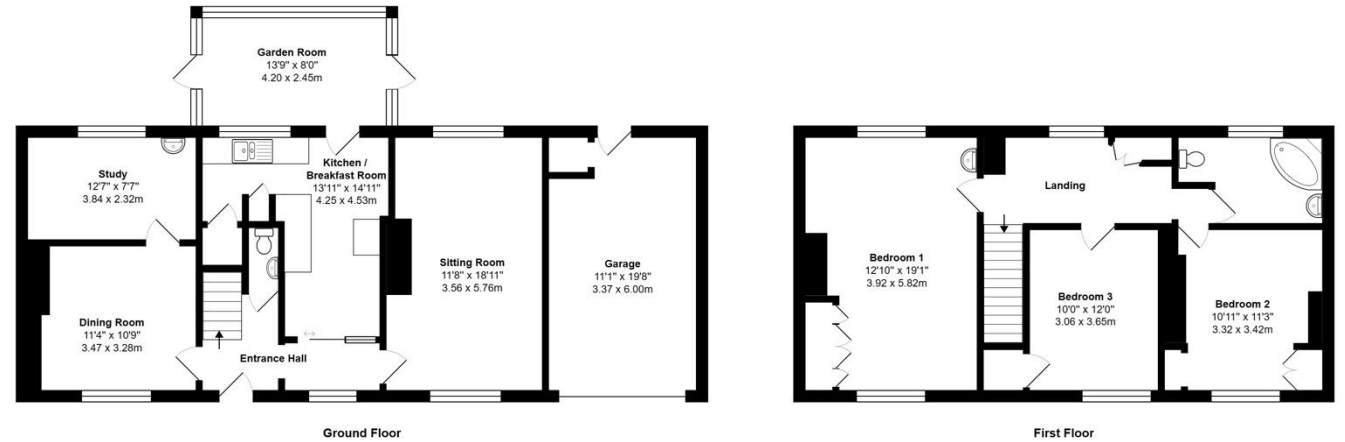 Garden Room
13'9" x 8'0"
4.20 x 2.45m
Study
12'7" x 7'7"
3.84 x 2.32m
Kitchen /
Breakfast Room
13'11" x 14'11"
4.25 x 4.53m
Sitting Room
11'8" x 18'11"
3.56 x 5.76m
Garage
11'1" x 19'8"
3.37 x 6.00m
Dining Room
11'4" x 10'9"
3.47 x 3.28m
Entrance Hall
Ground Floor
Landing
Bedroom 1
12'10" x 19'1"
3.92 x 5.82m
Bedroom 3
10'0" x 12'0"
3.06 x 3.65m
Bedroom 2
10'11" x 11'3"
3.32 x 3.42m
First Floor